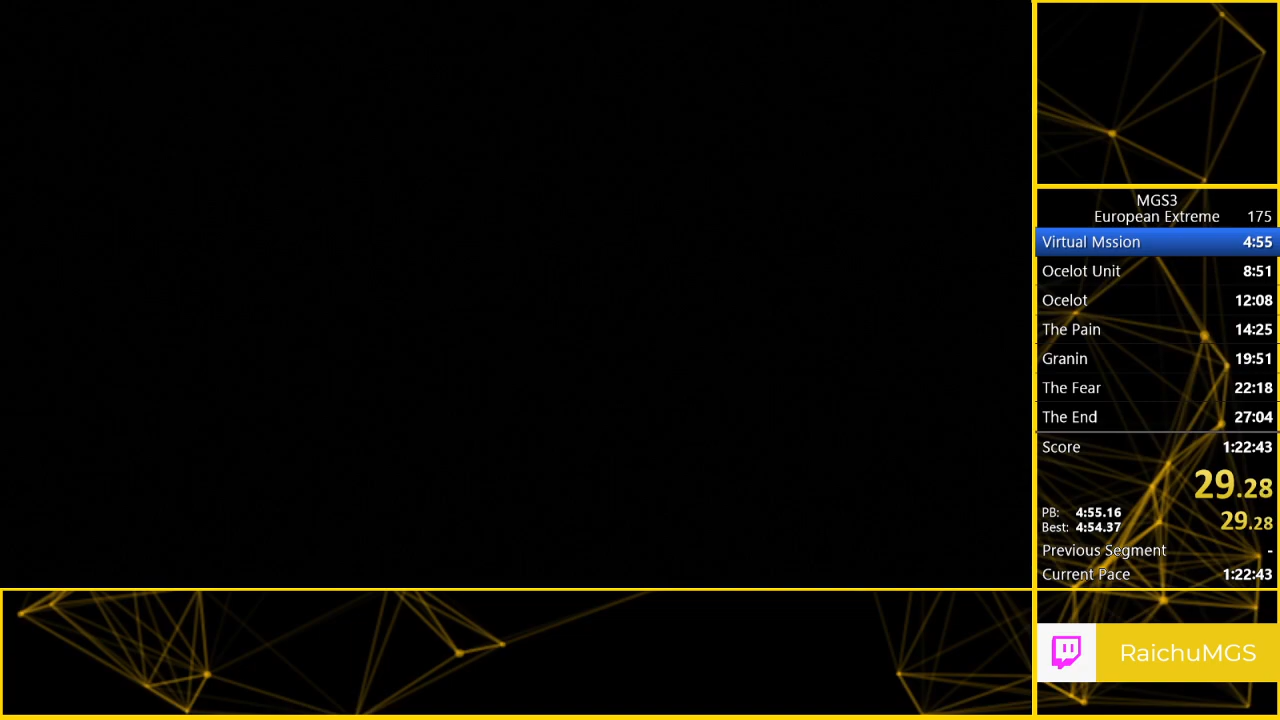 MGS3
European Extreme 175
Virtual Mssion 4:55
Ocelot Unit 8:51
Ocelot 12:08
The Pain 14:25
Granin 19:51
The Fear 22:18
The End 27:04
Score 1:22:43
29.28
PB: 4:55.16
Best: 4:54.37
29.28
Previous Segment -
Current Pace 1:22:43
RaichuMGS